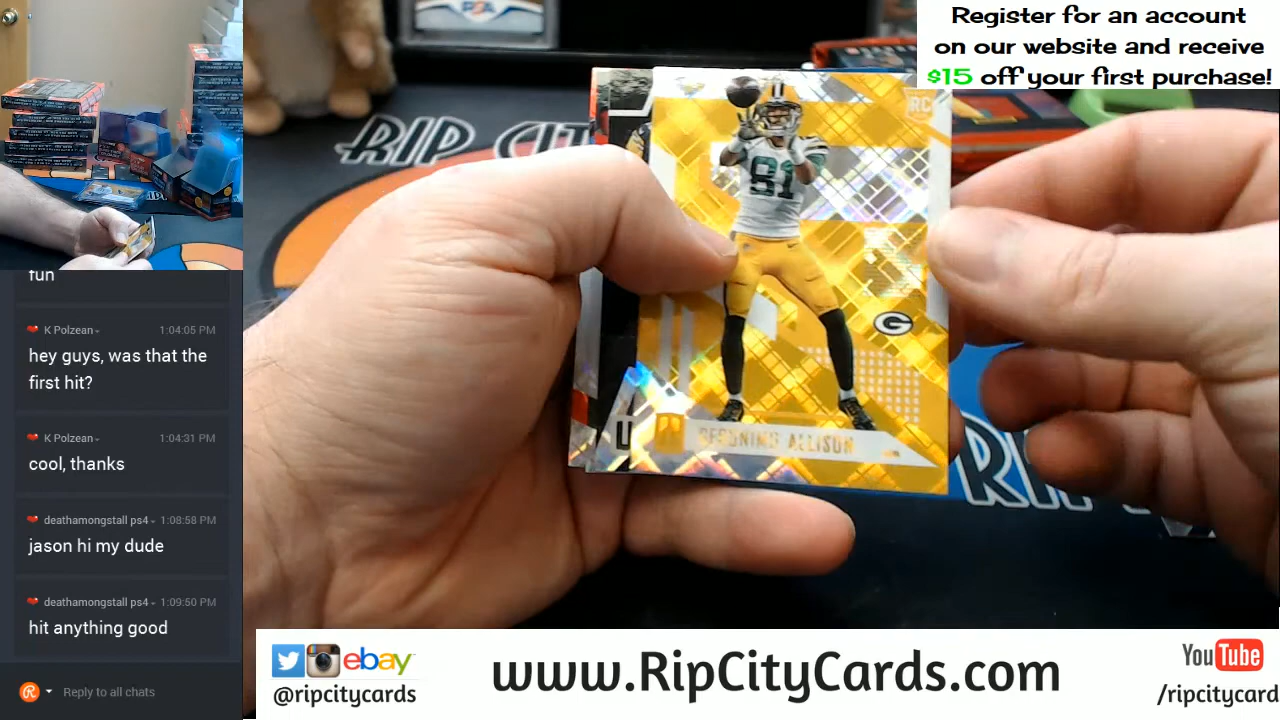 Register for an account
on our website and receive
$15 off your first purchase!
PSA
RIP CIT
RC
81
G
U
GERONIMO ALLISON
RIP
fun
K Polzean 1:04:05 PM
hey guys, was that the
first hit?
K Polzean 1:04:31 PM
cool, thanks
deathamongstall ps4 1:08:58 PM
jason hi my dude
deathamongstall ps4 1:09:50 PM
hit anything good
R Reply to all chats
ebay
@ripcitycards
www.RipCityCards.com
YouTube
/ripcitycard